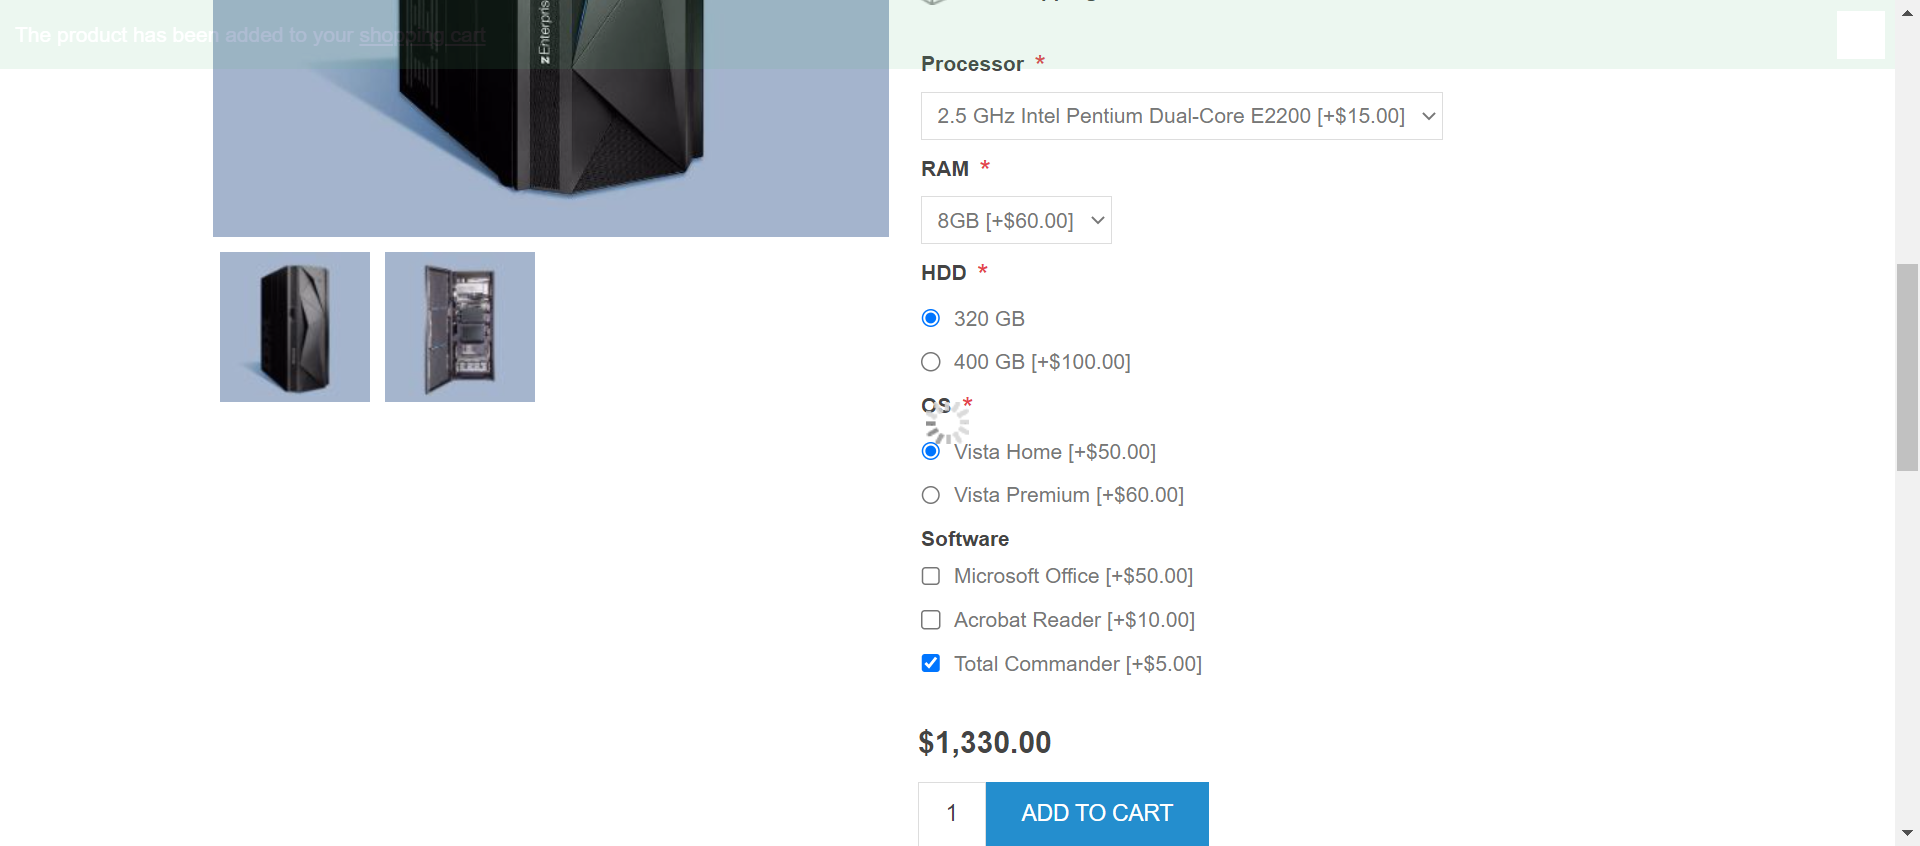 The product has been added to your shopping cart
zEnterprise
Processor *
2.5 GHz Intel Pentium Dual-Core E2200 [+$15.00]
RAM *
8GB [+$60.00]
HDD *
320 GB
400 GB [+$100.00]
OS *
Vista Home [+$50.00]
Vista Premium [+$60.00]
Software
Microsoft Office [+$50.00]
Acrobat Reader [+$10.00]
Total Commander [+$5.00]
$1,330.00
1 ADD TO CART